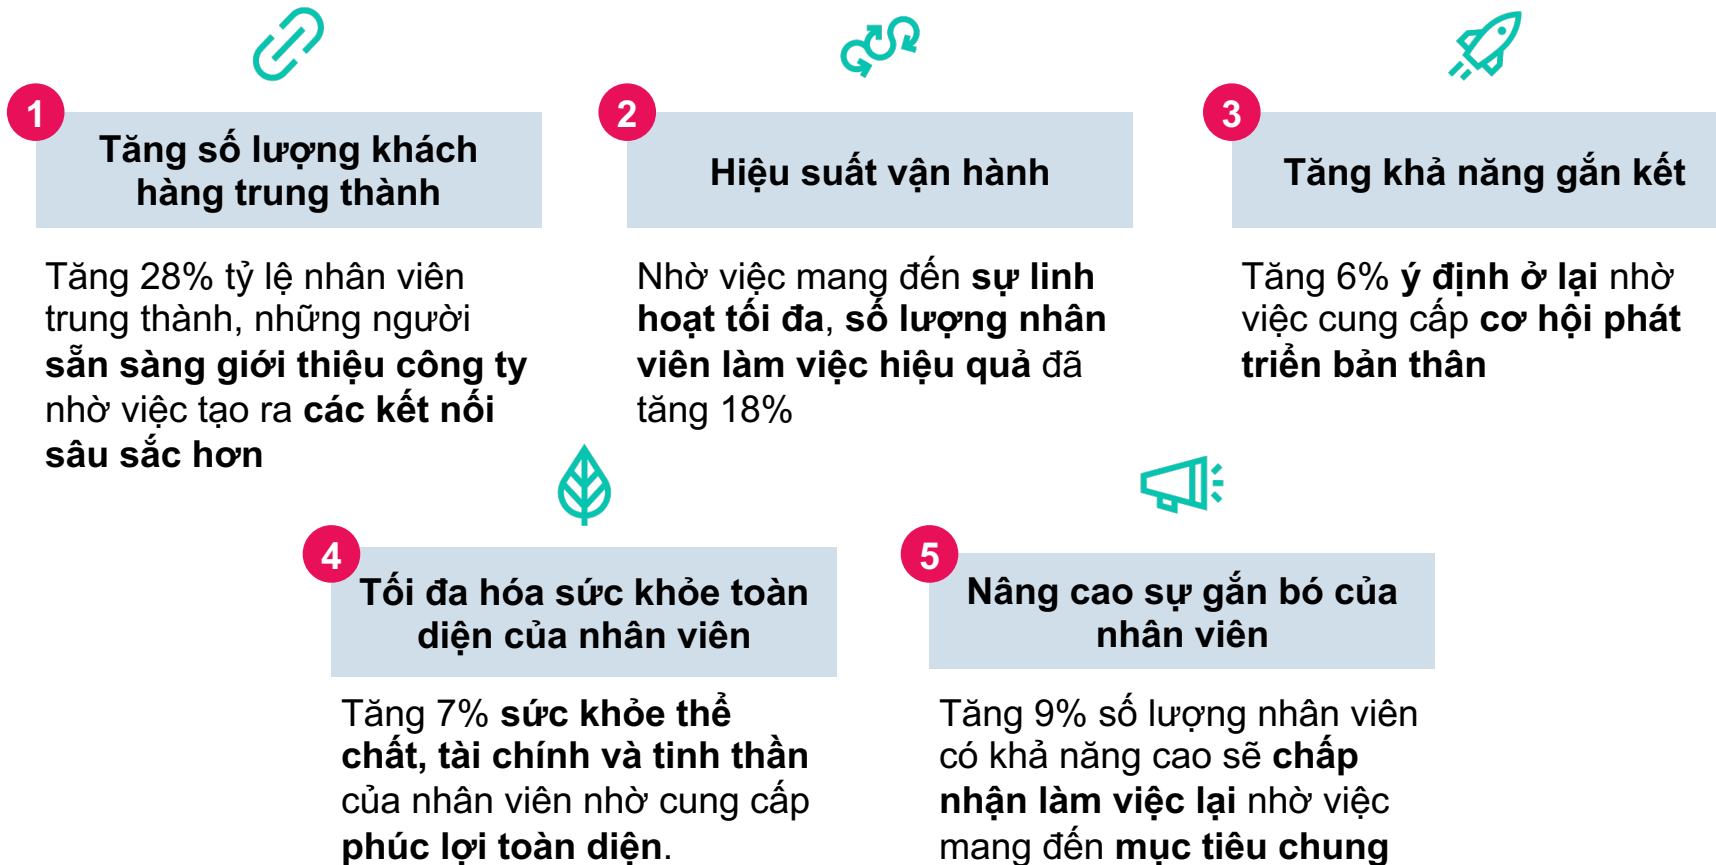 1
Tăng số lượng khách
hàng trung thành
Tăng 28% tỷ lệ nhân viên
trung thành, những người
sẵn sàng giới thiệu công ty
nhờ việc tạo ra các kết nối
sâu sắc hơn
2
Hiệu suất vận hành
Nhờ việc mang đến sự linh
hoạt tối đa, số lượng nhân
viên làm việc hiệu quả đã
tăng 18%
3
Tăng khả năng gắn kết
Tăng 6% ý định ở lại nhờ
việc cung cấp cơ hội phát
triển bản thân
4
Tối đa hóa sức khỏe toàn
diện của nhân viên
Tăng 7% sức khỏe thể
chất, tài chính và tinh thần
của nhân viên nhờ cung cấp
phúc lợi toàn diện.
5
Nâng cao sự gắn bó của
nhân viên
Tăng 9% số lượng nhân viên
có khả năng cao sẽ chấp
nhận làm việc lại nhờ việc
mang đến mục tiêu chung